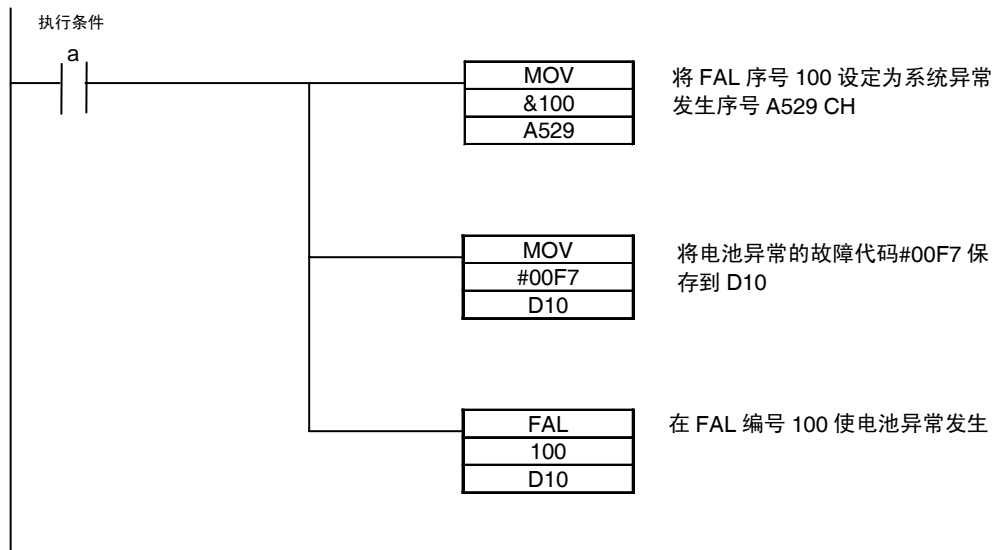 执行条件
a
MOV
&100
A529
将 FAL 序号 100 设定为系统异常
发生序号 A529 CH
MOV
#00F7
D10
将电池异常的故障代码#00F7 保
存到 D10
FAL
100
D10
在 FAL 编号 100 使电池异常发生